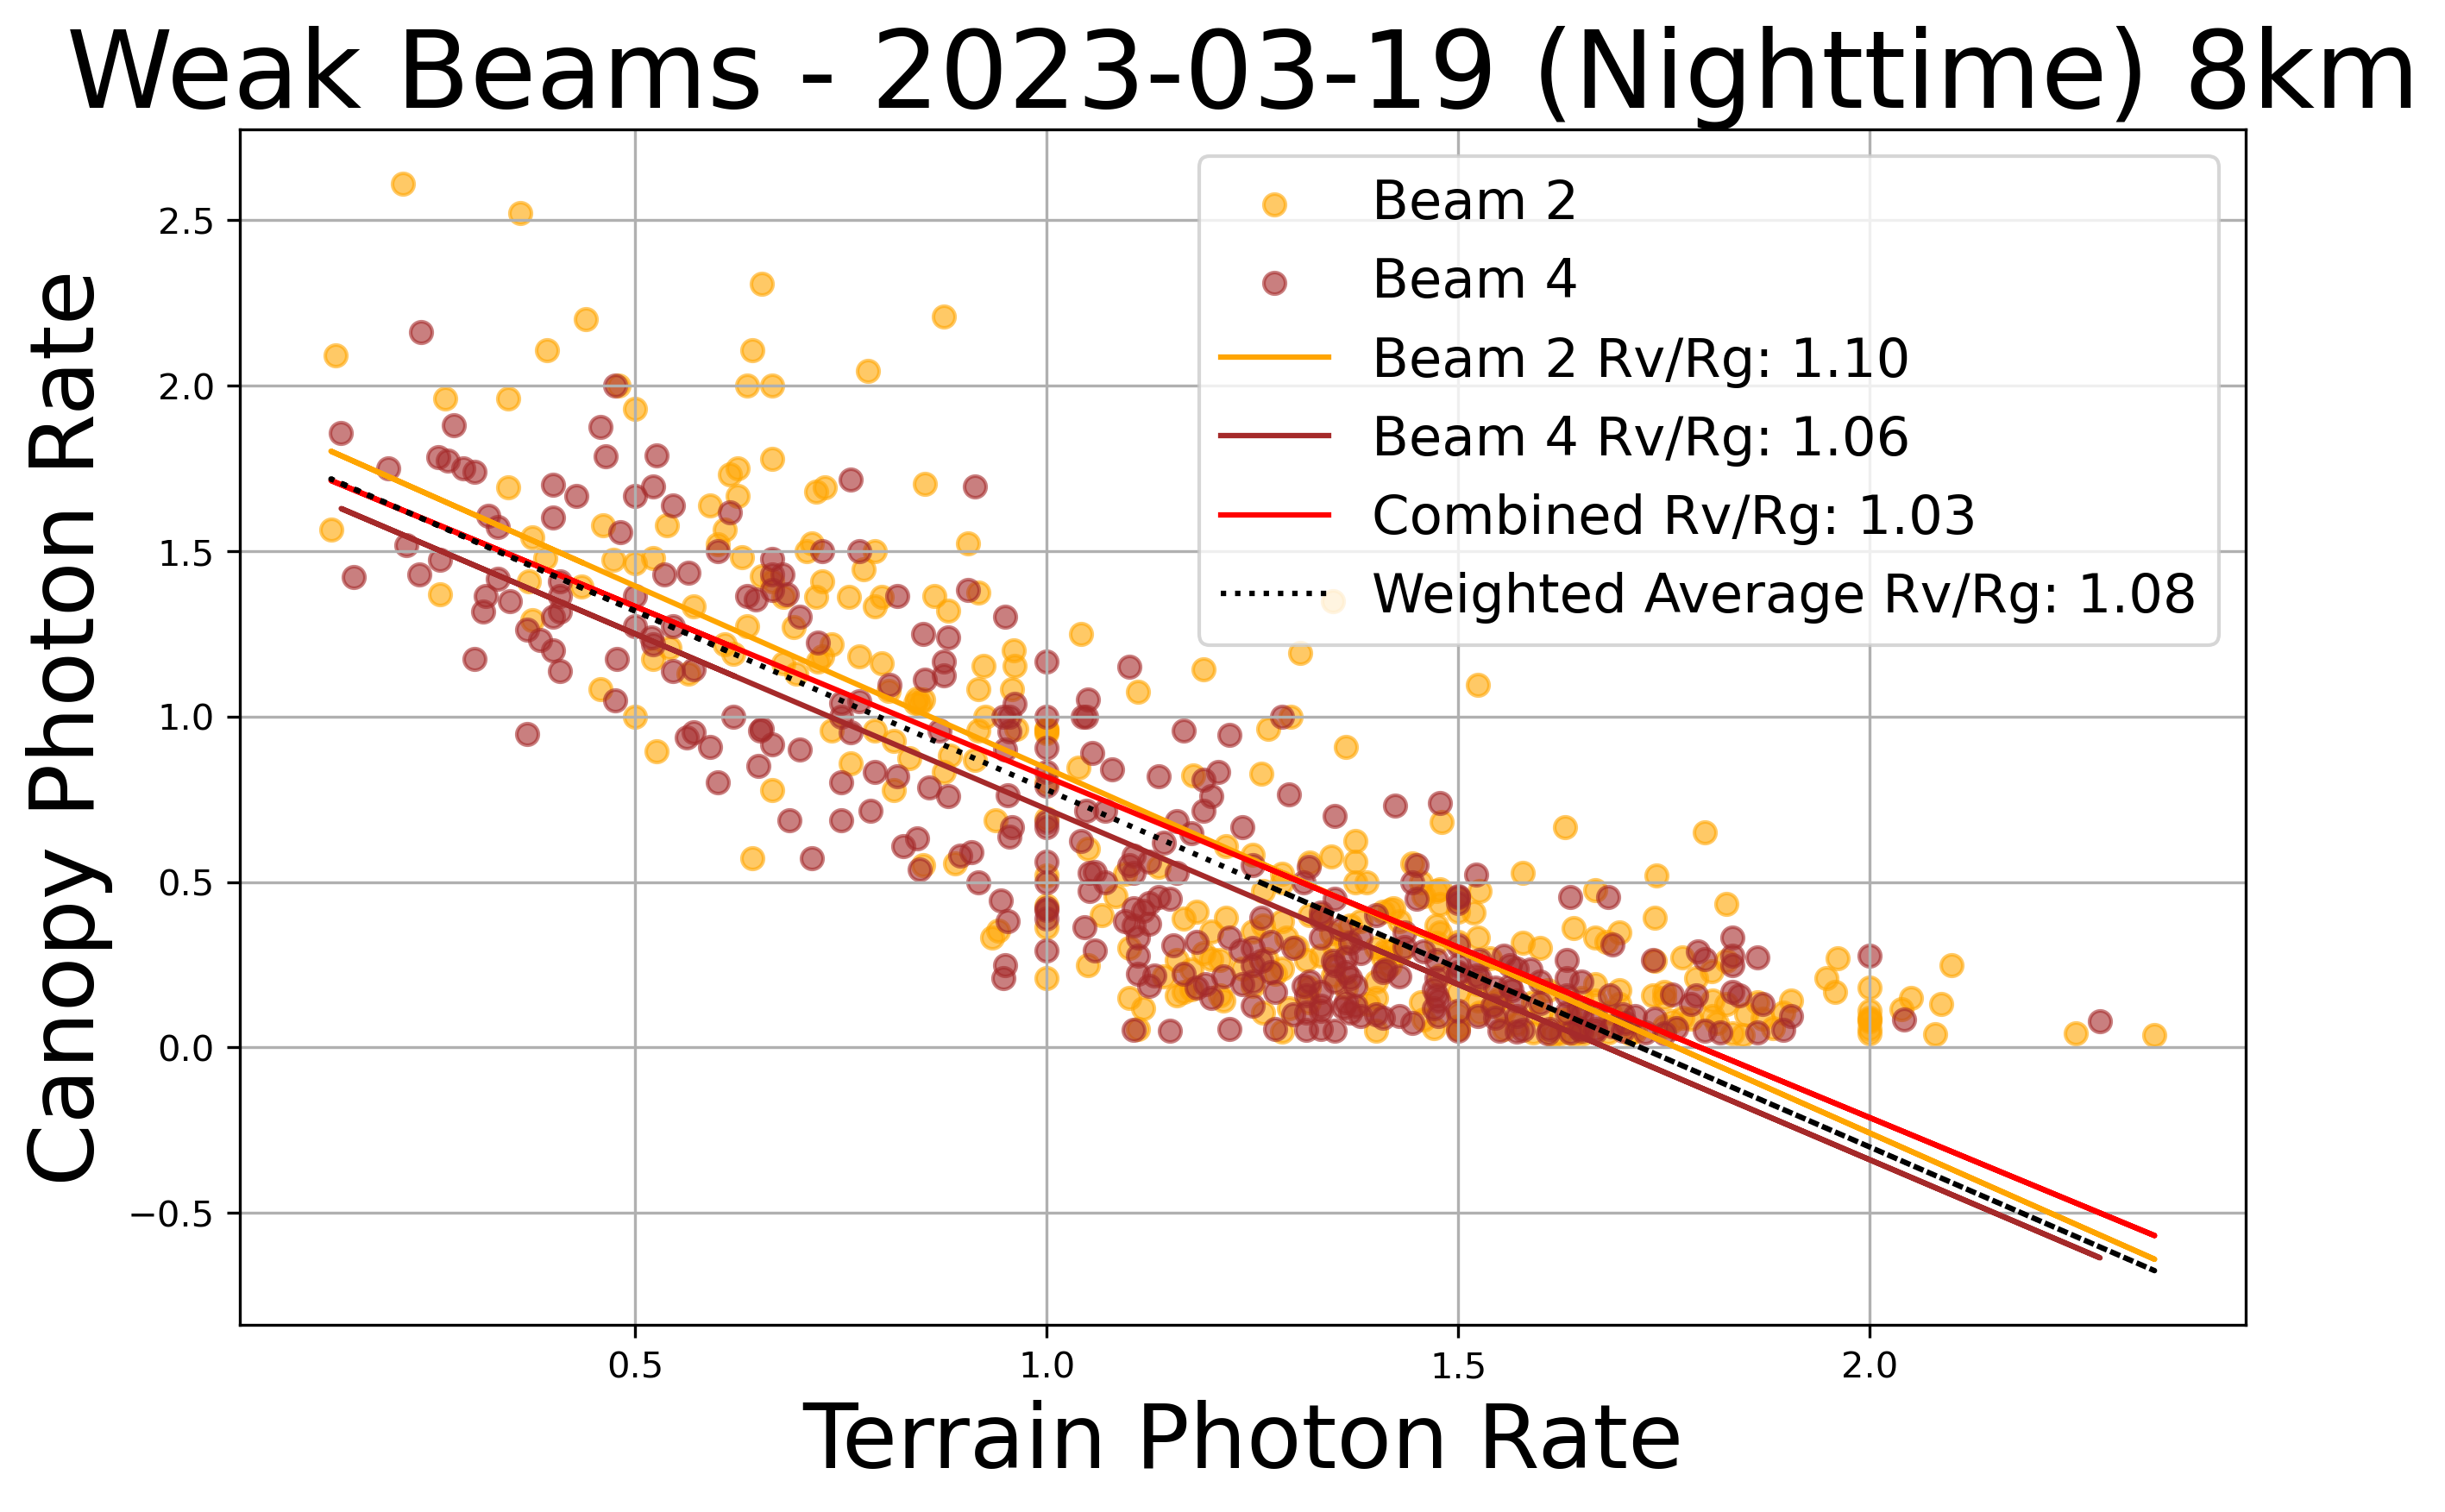 Weak Beams - 2023-03-19 (Nighttime) 8km
Canopy Photon Rate
2.5
2.0
1.5
1.0
0.5
0.0
−0.5
Beam 2
Beam 4
Beam 2 Rv/Rg: 1.10
Beam 4 Rv/Rg: 1.06
Combined Rv/Rg: 1.03
Weighted Average Rv/Rg: 1.08
0.5 1.0 1.5 2.0
Terrain Photon Rate